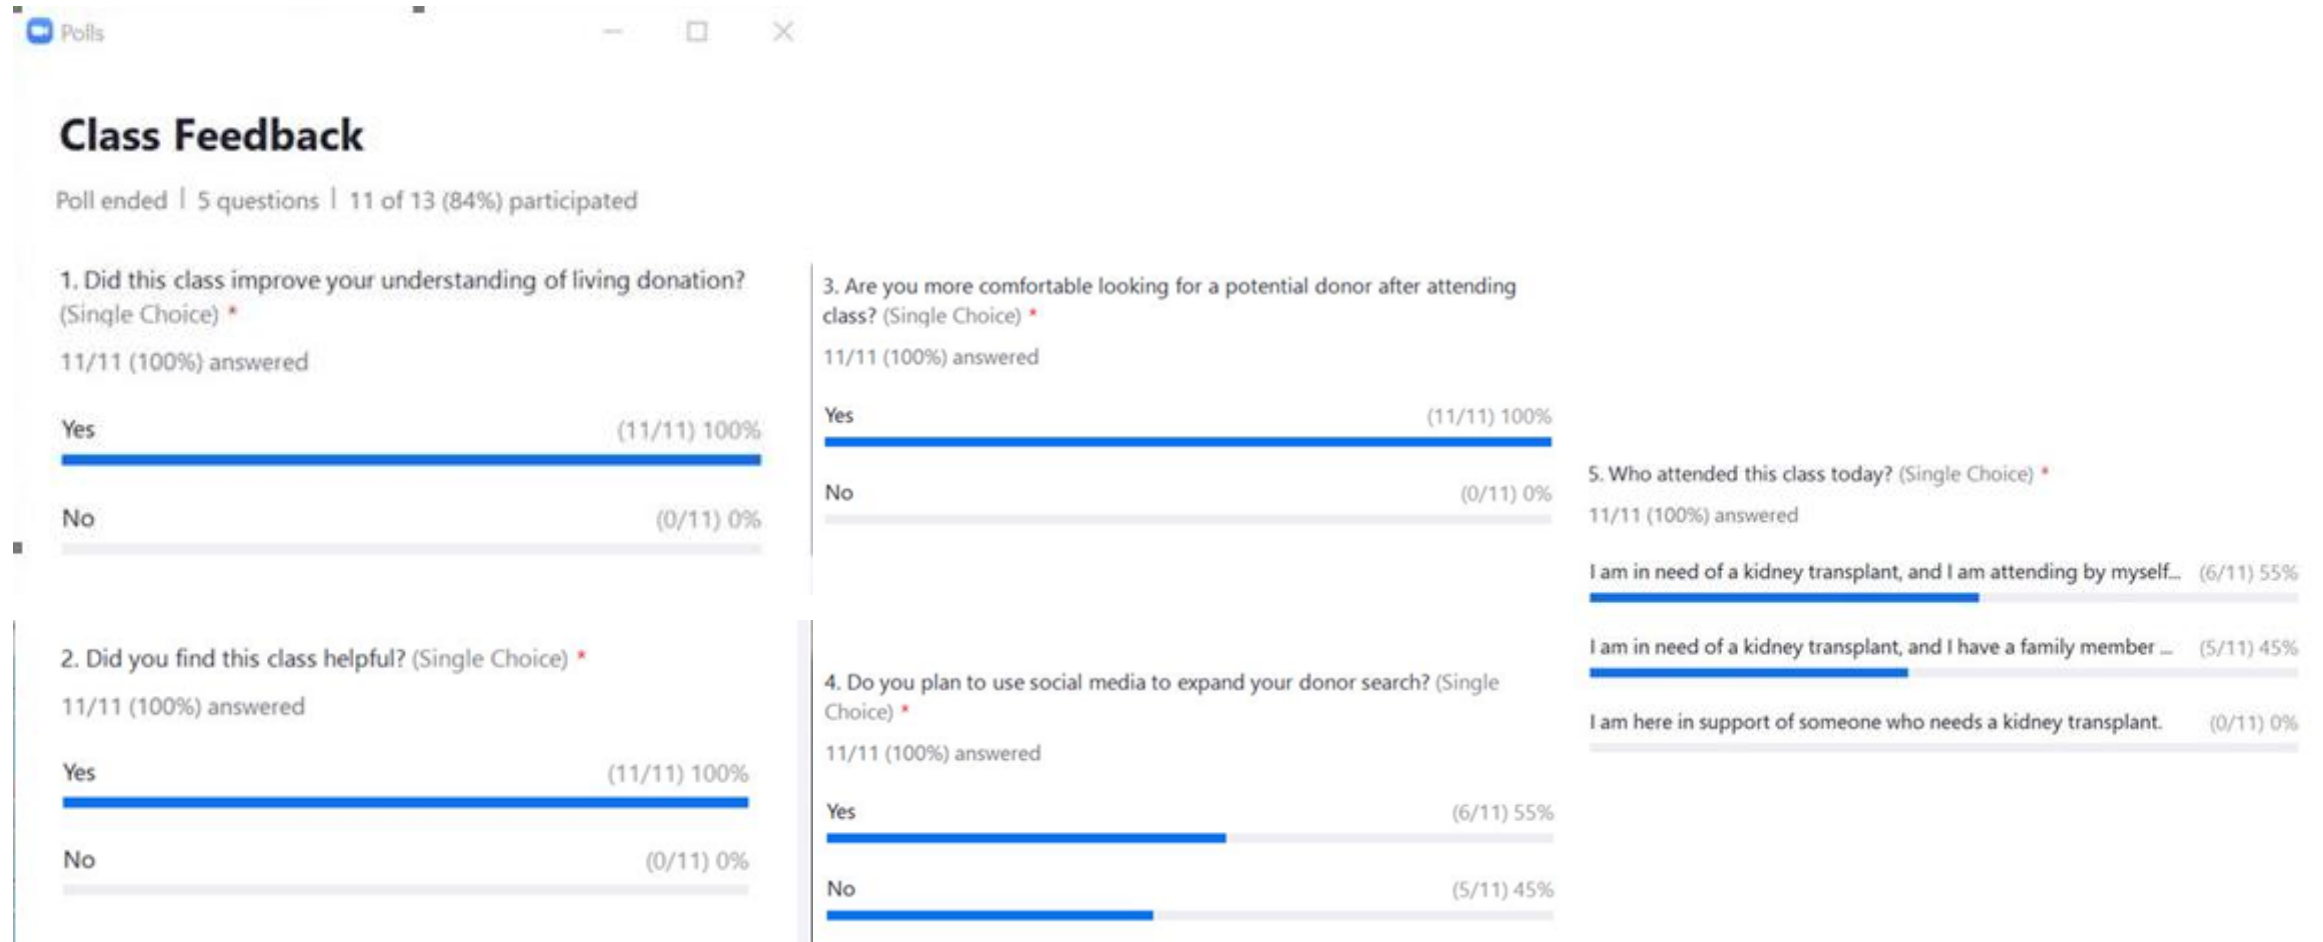 Polls
Class Feedback
Poll ended | 5 questions | 11 of 13 (84%) participated
1. Did this class improve your understanding of living donation?
(Single Choice) *
11/11 (100%) answered
Yes (11/11) 100%
No (0/11) 0%
2. Did you find this class helpful? (Single Choice) *
11/11 (100%) answered
Yes (11/11) 100%
No (0/11) 0%
3. Are you more comfortable looking for a potential donor after attending
class? (Single Choice) *
11/11 (100%) answered
Yes (11/11) 100%
No (0/11) 0%
4. Do you plan to use social media to expand your donor search? (Single
Choice) *
11/11 (100%) answered
Yes (6/11) 55%
No (5/11) 45%
5. Who attended this class today? (Single Choice) *
11/11 (100%) answered
I am in need of a kidney transplant, and I am attending by myself... (6/11) 55%
I am in need of a kidney transplant, and I have a family member ... (5/11) 45%
I am here in support of someone who needs a kidney transplant. (0/11) 0%